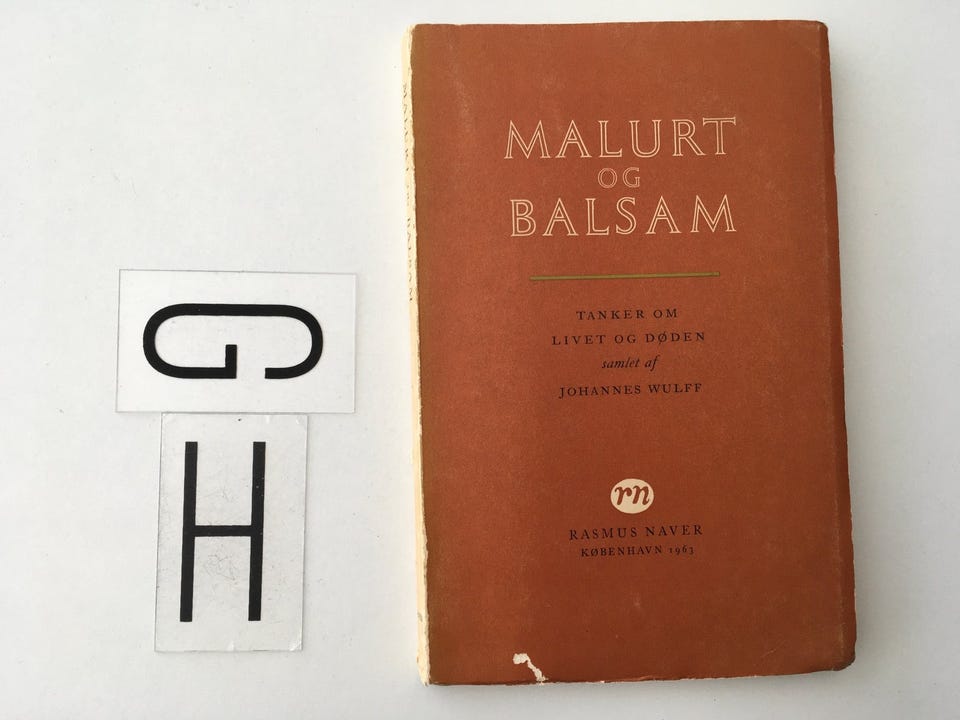 G
H
MALURT
OG
BALSAM
TANKER OM
LIVET OG DØDEN
samlet af
JOHANNES WULFF
rn
RASMUS NAVER
KØBENHAVN 1963